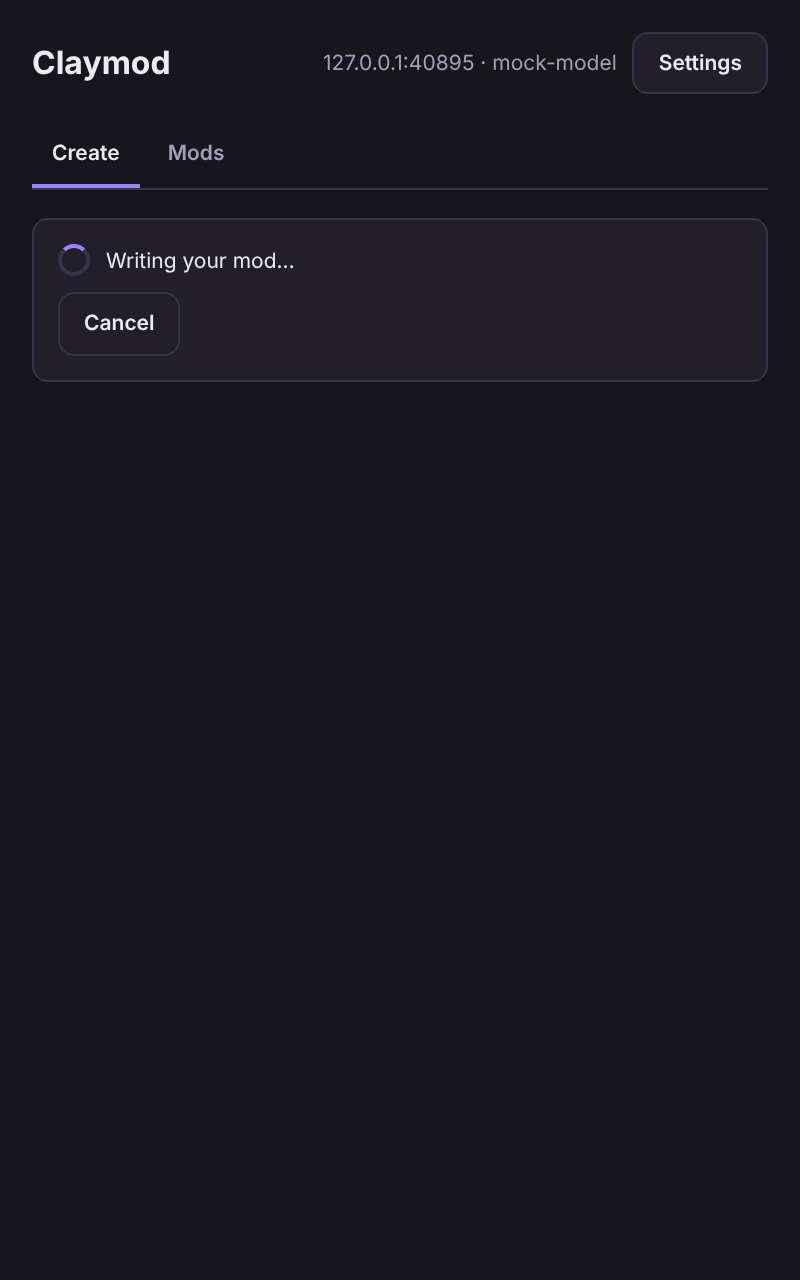 Claymod
127.0.0.1:40895 · mock-model
Settings
Create
Mods
Writing your mod…
Cancel